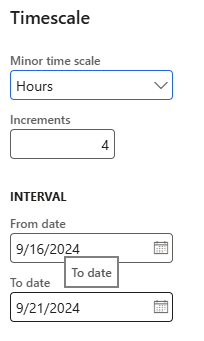 Timescale
Minor time scale
Hours
Increments
4
INTERVAL
From date
9/16/2024
To date
To date
9/21/2024